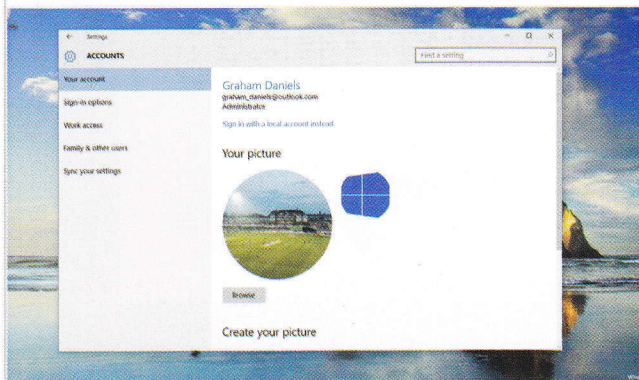 Settings
ACCOUNTS
Find a setting
Your account
Sign-in options
Work access
Family & other users
Sync your settings
Graham Daniels
graham_daniels@outlook.com
Administrator
Sign in with a local account instead
Your picture
Browse
Create your picture